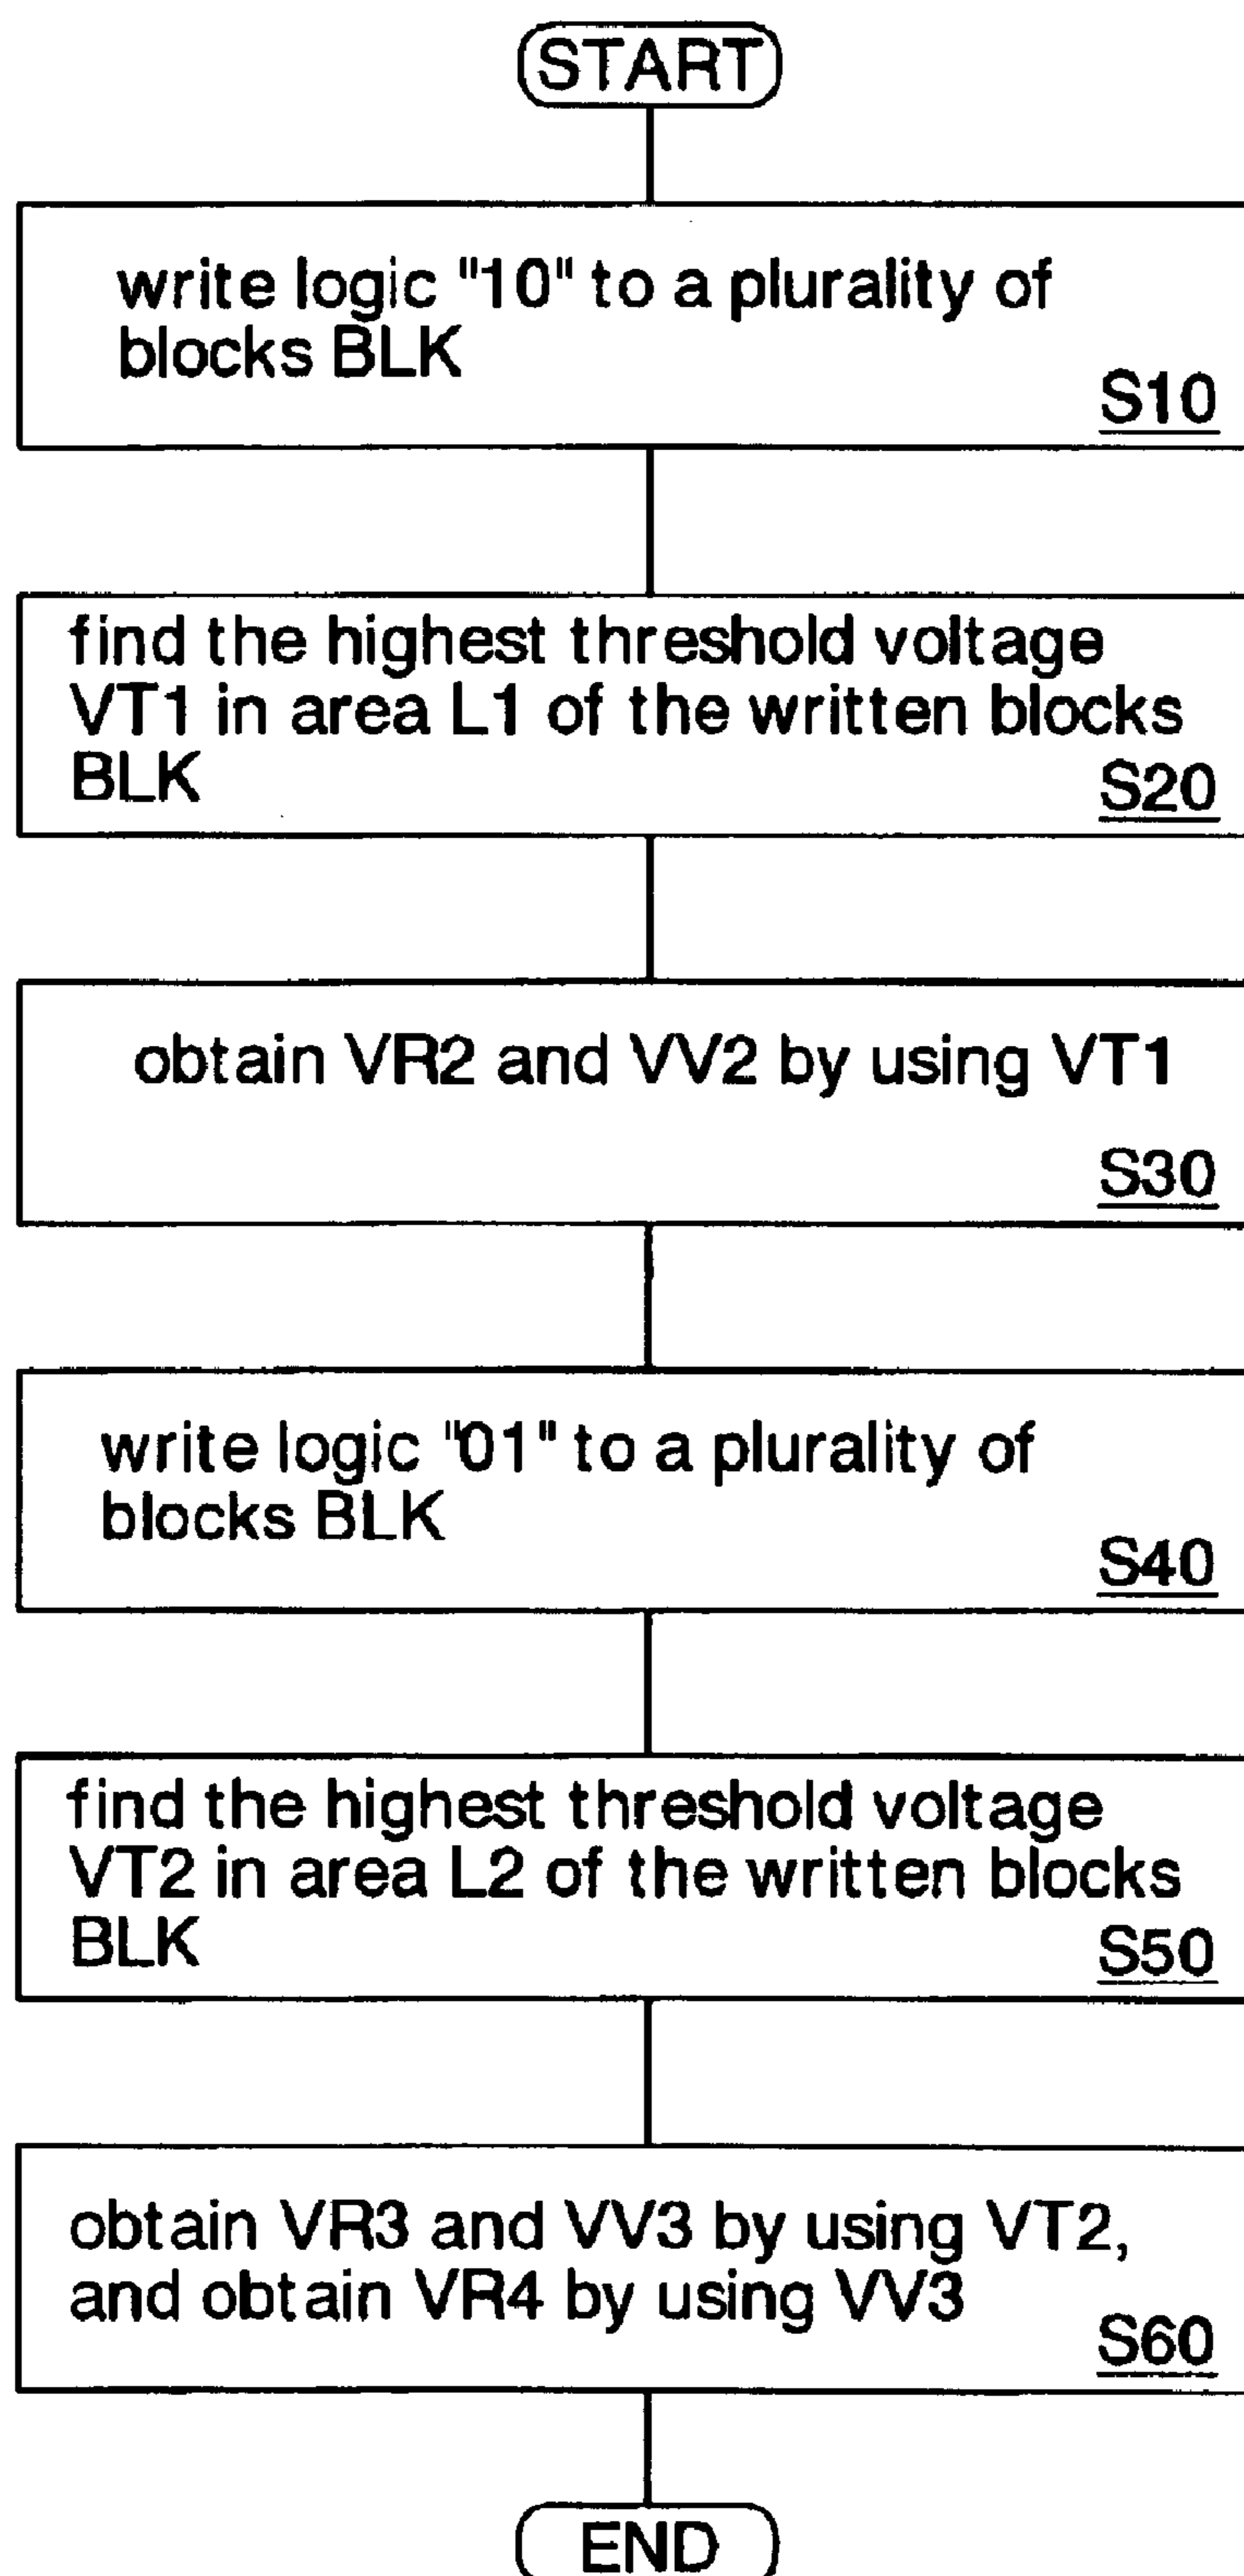 START
write logic "10" to a plurality of
blocks BLK
S10
find the highest threshold voltage
VT1 in area L1 of the written blocks
BLK
S20
obtain VR2 and VV2 by using VT1
S30
write logic "01" to a plurality of
blocks BLK
S40
find the highest threshold voltage
VT2 in area L2 of the written blocks
BLK
S50
obtain VR3 and VV3 by using VT2,
and obtain VR4 by using VV3
S60
END